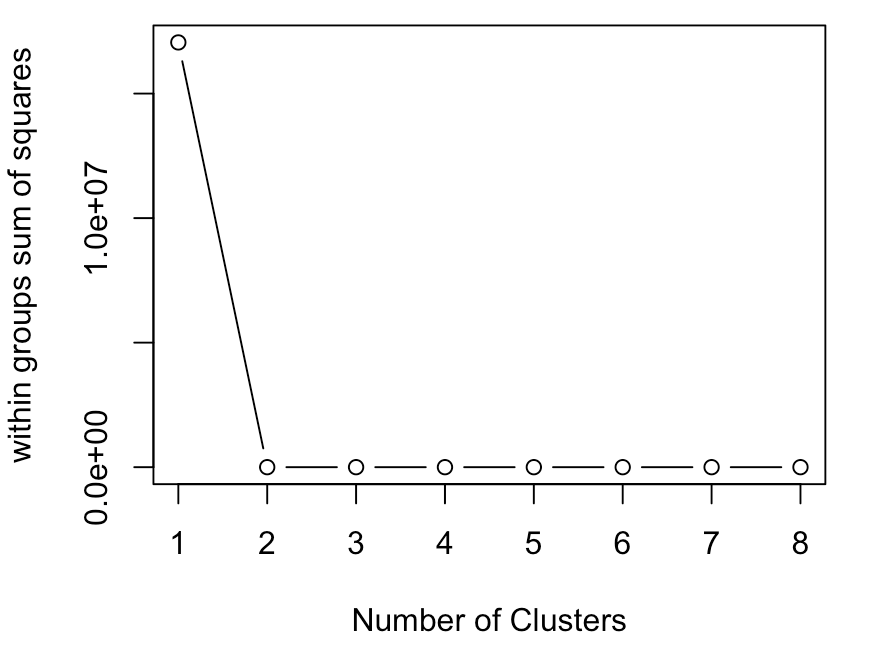 within groups sum of squares
1.0e+07
0.0e+00
1 2 3 4 5 6 7 8
Number of Clusters